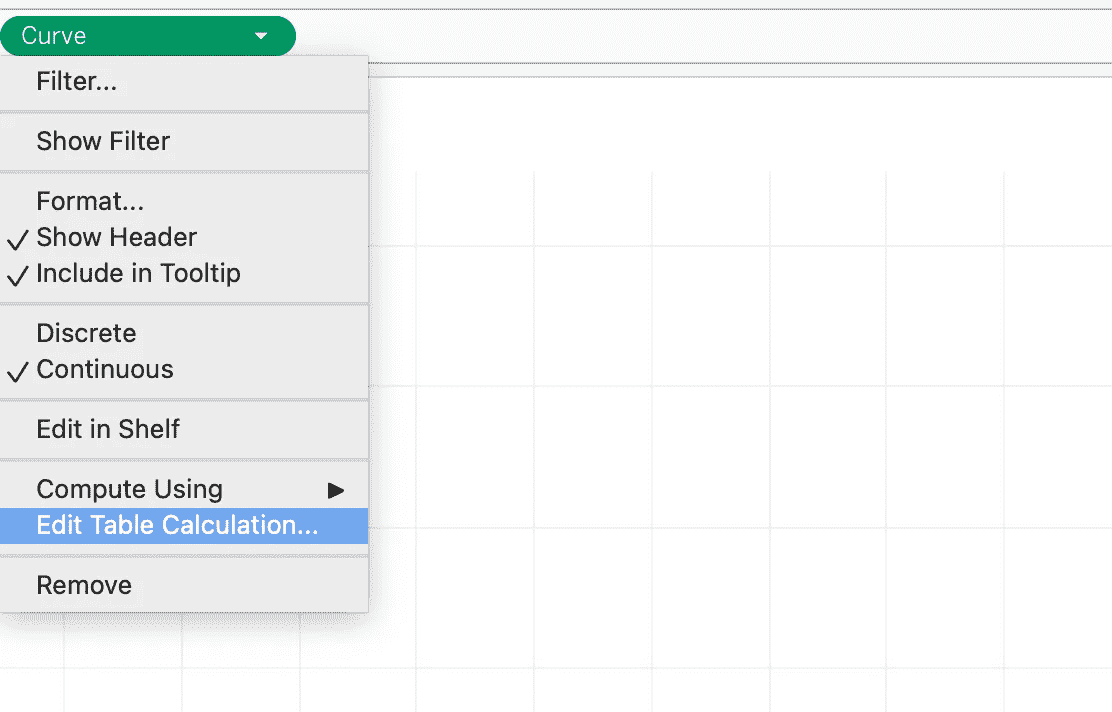 Curve
Filter...
Show Filter
Format...
Show Header
Include in Tooltip
Discrete
Continuous
Edit in Shelf
Compute Using
Edit Table Calculation...
Remove